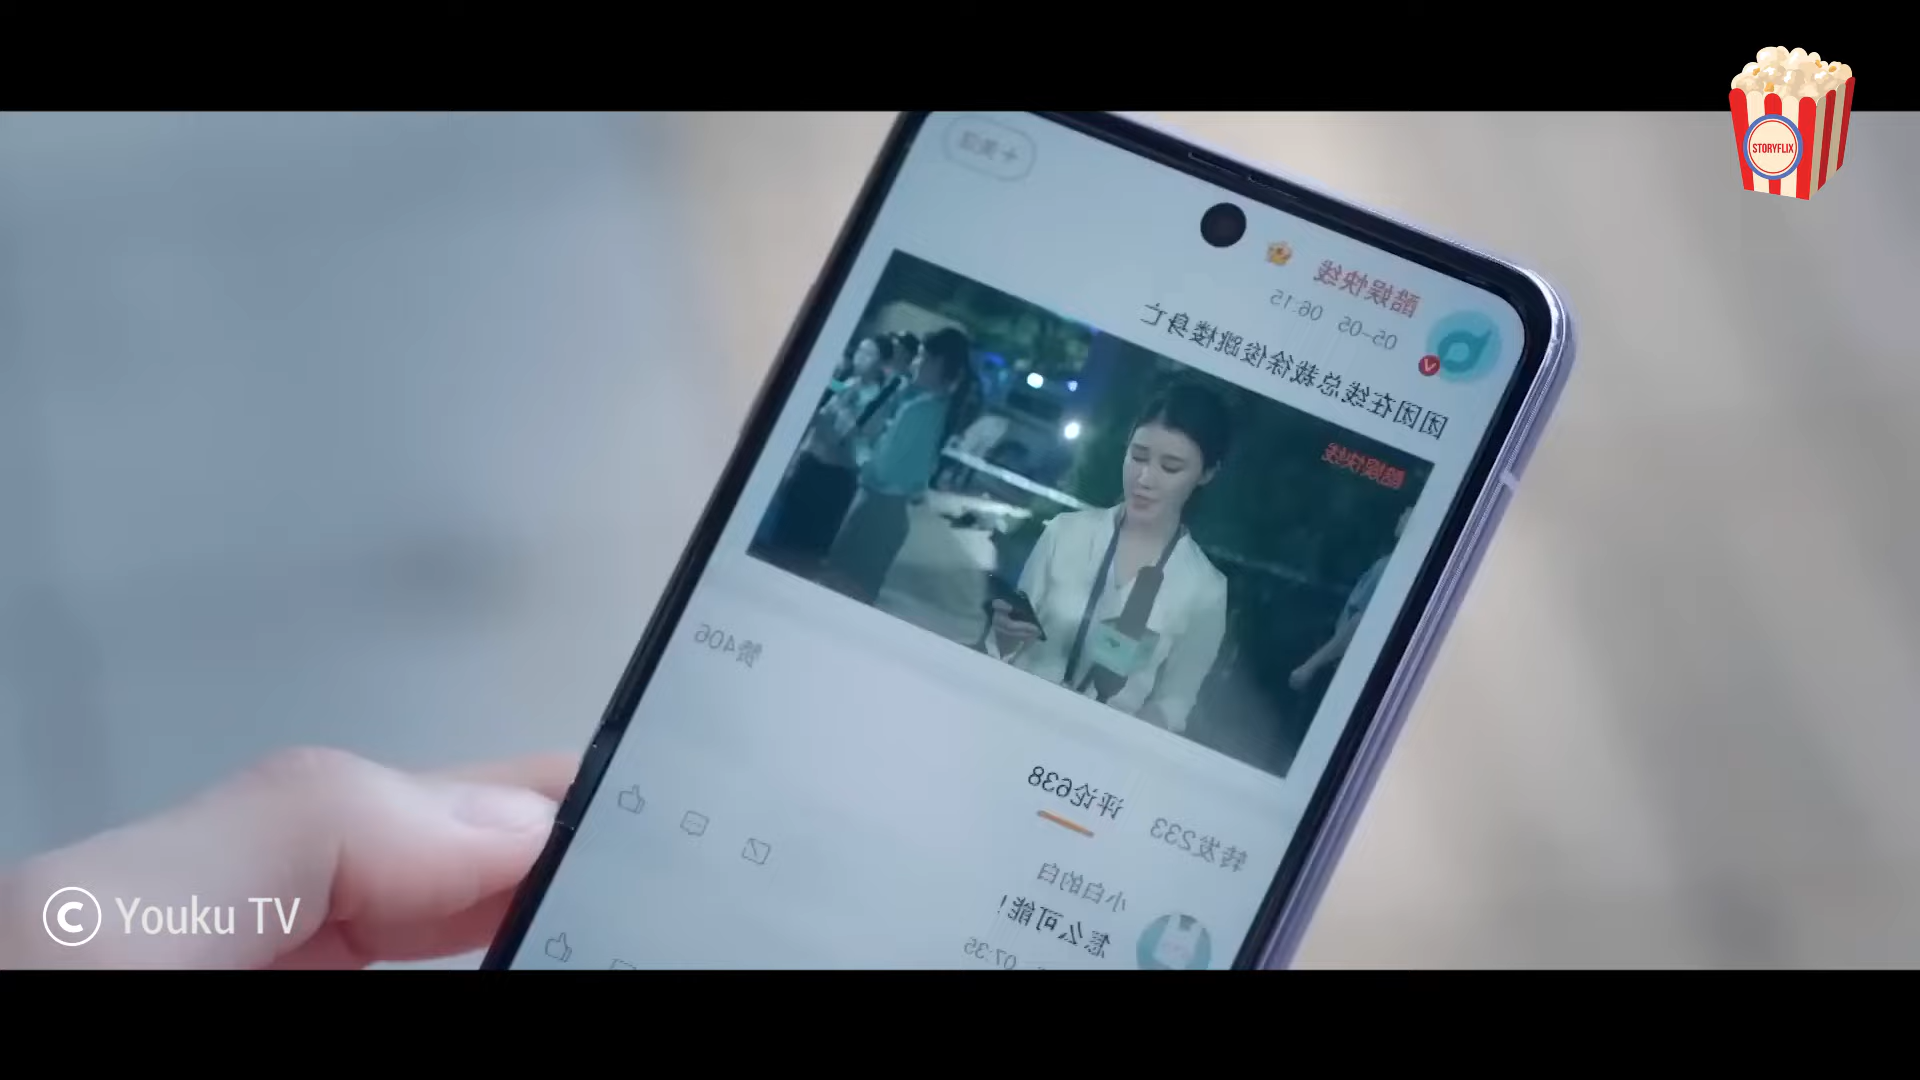 STORYFLIX
+关注
酷娱快线
05-05 06:15
团团在线总裁徐俊跳楼身亡
酷娱快线
转发233
评论638
赞406
小白的白
怎么可能！
07:35
© Youku TV